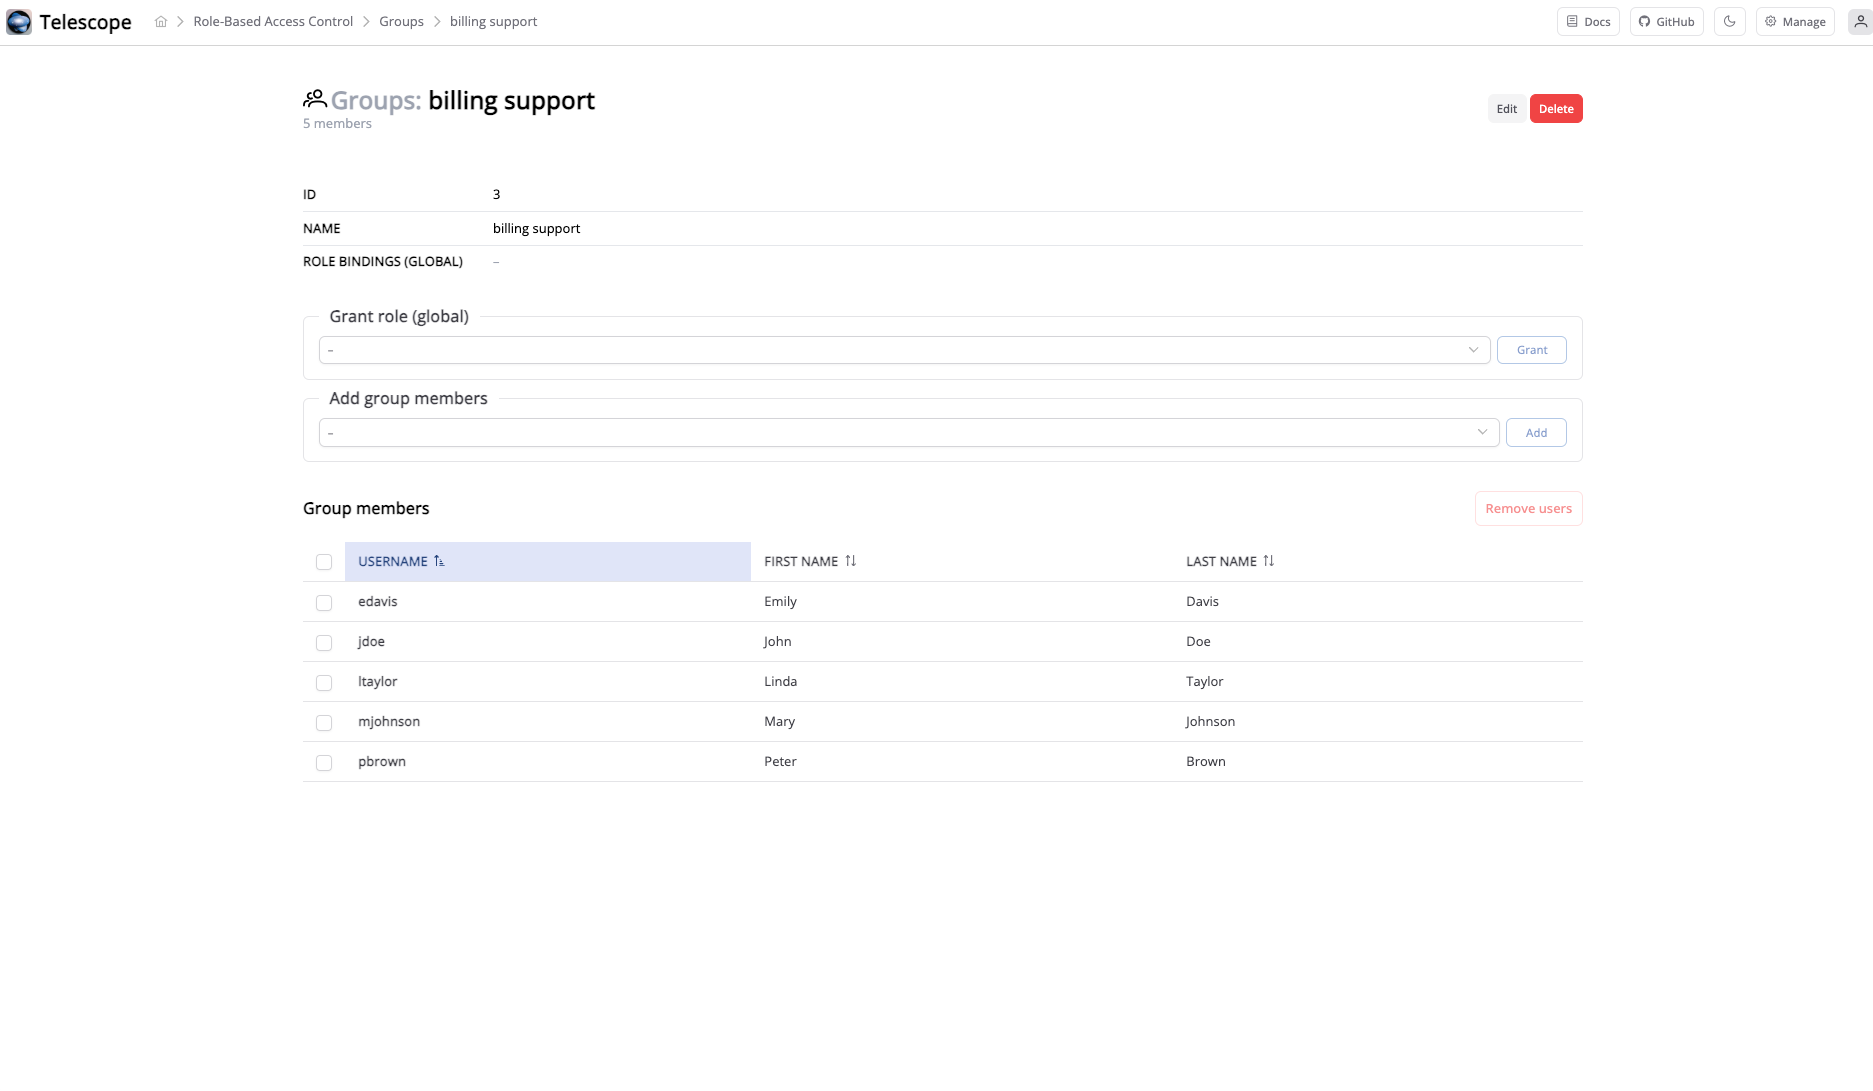 Telescope Role-Based Access Control Groups billing support Docs GitHub Manage
Groups: billing support
5 members
Edit Delete
ID 3
NAME billing support
ROLE BINDINGS (GLOBAL) –
Grant role (global)
– Grant
Add group members
– Add
Group members Remove users
USERNAME FIRST NAME LAST NAME
edavis Emily Davis
jdoe John Doe
ltaylor Linda Taylor
mjohnson Mary Johnson
pbrown Peter Brown